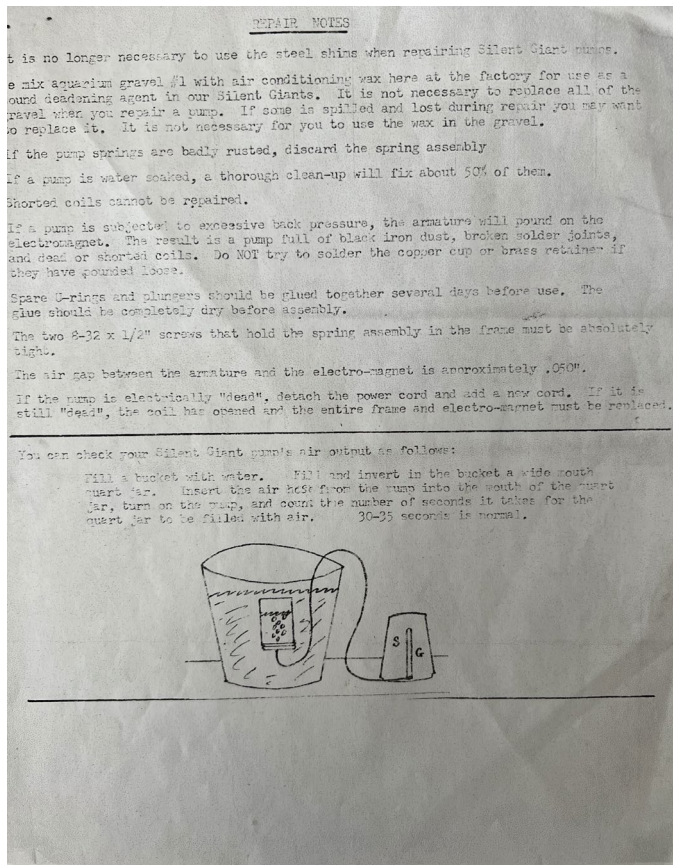 REPAIR NOTES
t is no longer necessary to use the steel shims when repairing Silent Giant pumps.
e mix aquarium gravel #1 with air conditioning wax here at the factory for use as a
ound deadening agent in our Silent Giants. It is not necessary to replace all of the
ravel when you repair a pump. If some is spilled and lost during repair you may want
to replace it. It is not necessary for you to use the wax in the gravel.
If the pump springs are badly rusted, discard the spring assembly
If a pump is water soaked, a thorough clean-up will fix about 50% of them.
Shorted coils cannot be repaired.
If a pump is subjected to excessive back pressure, the armature will pound on the
electromagnet. The result is a pump full of black iron dust, broken solder joints,
and dead or shorted coils. Do NOT try to solder the copper cup or brass retainer if
they have pounded loose.
Spare U-rings and plungers should be glued together several days before use. The
glue should be completely dry before assembly.
The two 8-32 x 1/2" screws that hold the spring assembly in the frame must be absolutely
tight.
The air gap between the armature and the electro-magnet is approximately .050".
If the pump is electrically "dead", detach the power cord and add a new cord. If it is
still "dead", the coil has opened and the entire frame and electro-magnet must be replaced.
You can check your Silent Giant pump's air output as follows:
Fill a bucket with water. Fill and invert in the bucket a wide mouth
quart jar. Insert the air hose from the pump into the mouth of the quart
jar, turn on the pump, and count the number of seconds it takes for the
quart jar to be filled with air. 30-35 seconds is normal.
S
G